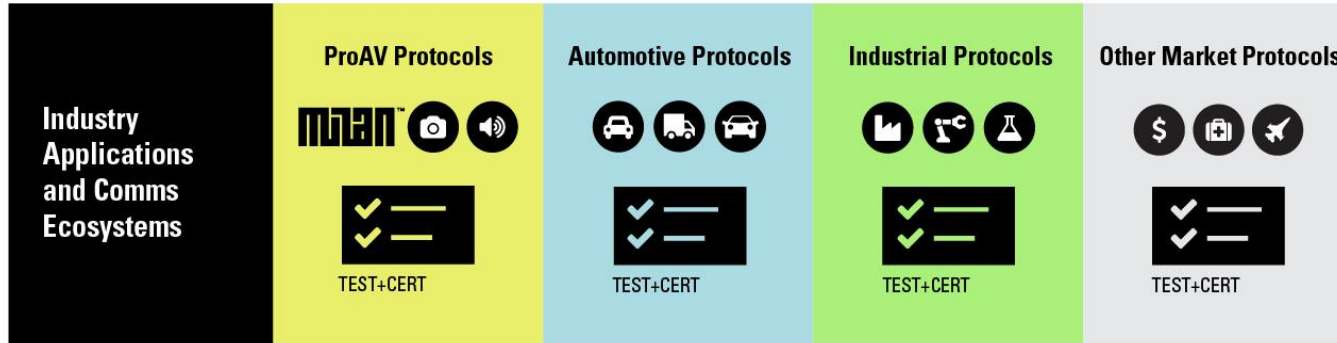 Industry
Applications
and Comms
Ecosystems
ProAV Protocols
MILAN™
TEST+CERT
Automotive Protocols
TEST+CERT
Industrial Protocols
TEST+CERT
Other Market Protocols
$
TEST+CERT